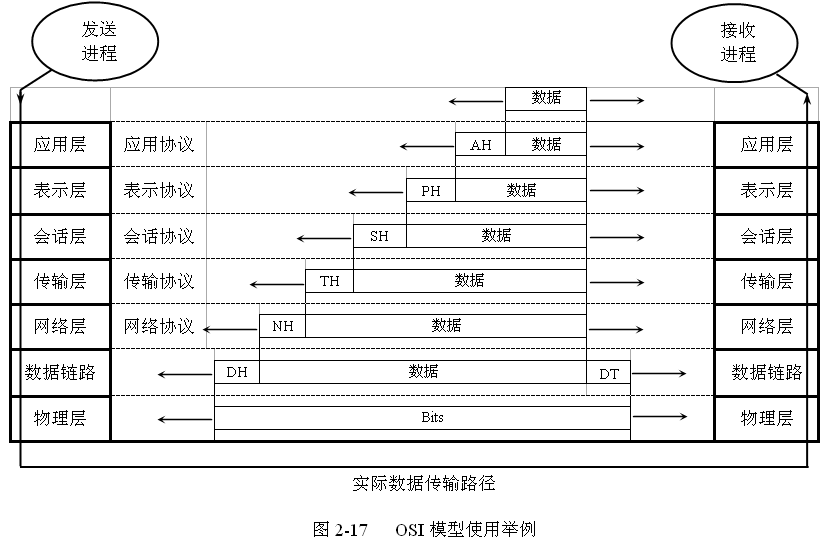 发送
进程
接收
进程
数据
应用层 应用协议 AH 数据 应用层
表示层 表示协议 PH 数据 表示层
会话层 会话协议 SH 数据 会话层
传输层 传输协议 TH 数据 传输层
网络层 网络协议 NH 数据 网络层
数据链路 DH 数据 DT 数据链路
物理层 Bits 物理层
实际数据传输路径
图 2-17 OSI 模型使用举例